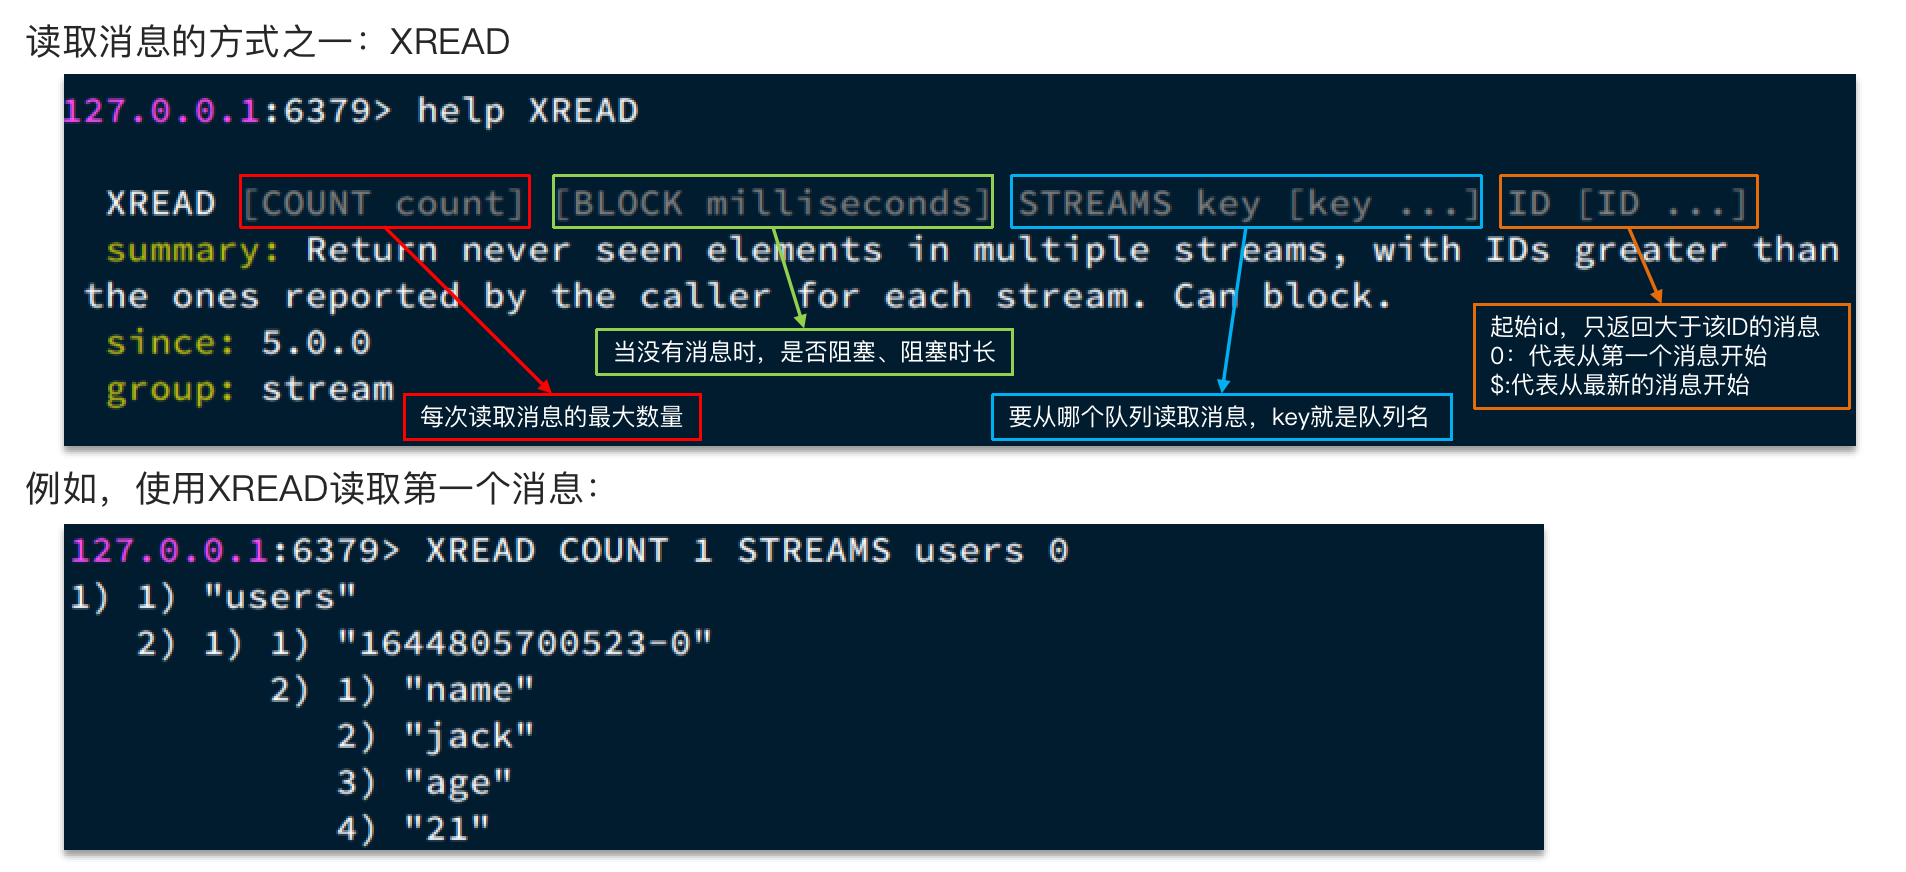 读取消息的方式之一：XREAD
127.0.0.1:6379> help XREAD
XREAD [COUNT count] [BLOCK milliseconds] STREAMS key [key ...] ID [ID ...]
summary: Return never seen elements in multiple streams, with IDs greater than
the ones reported by the caller for each stream. Can block.
since: 5.0.0
group: stream
当没有消息时，是否阻塞、阻塞时长
起始id，只返回大于该ID的消息
0：代表从第一个消息开始
$:代表从最新的消息开始
每次读取消息的最大数量
要从哪个队列读取消息，key就是队列名
例如，使用XREAD读取第一个消息：
127.0.0.1:6379> XREAD COUNT 1 STREAMS users 0
1) 1) "users"
2) 1) 1) "1644805700523-0"
2) 1) "name"
2) "jack"
3) "age"
4) "21"